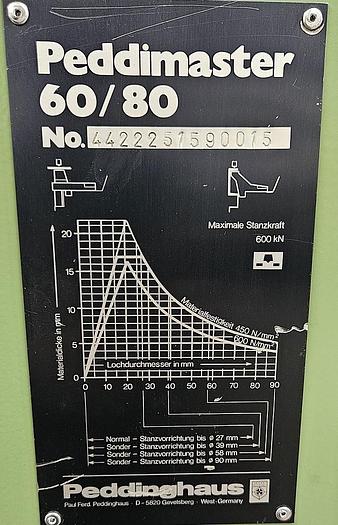 Peddimaster
60/80
No. 4422251590015
Maximale Stanzkraft
600 kN
Materialdicke in mm
20
15
10
5
0
Materialfestigkeit 450 N/mm²
600 N/mm²
Lochdurchmesser in mm
0 10 20 30 40 50 60 70 80 90
Normal - Stanzvorrichtung bis ø 27 mm
Sonder - Stanzvorrichtung bis ø 39 mm
Sonder - Stanzvorrichtung bis ø 58 mm
Sonder - Stanzvorrichtung bis ø 90 mm
Peddinghaus
Paul Ferd. Peddinghaus · D - 5820 Gevelsberg · West-Germany